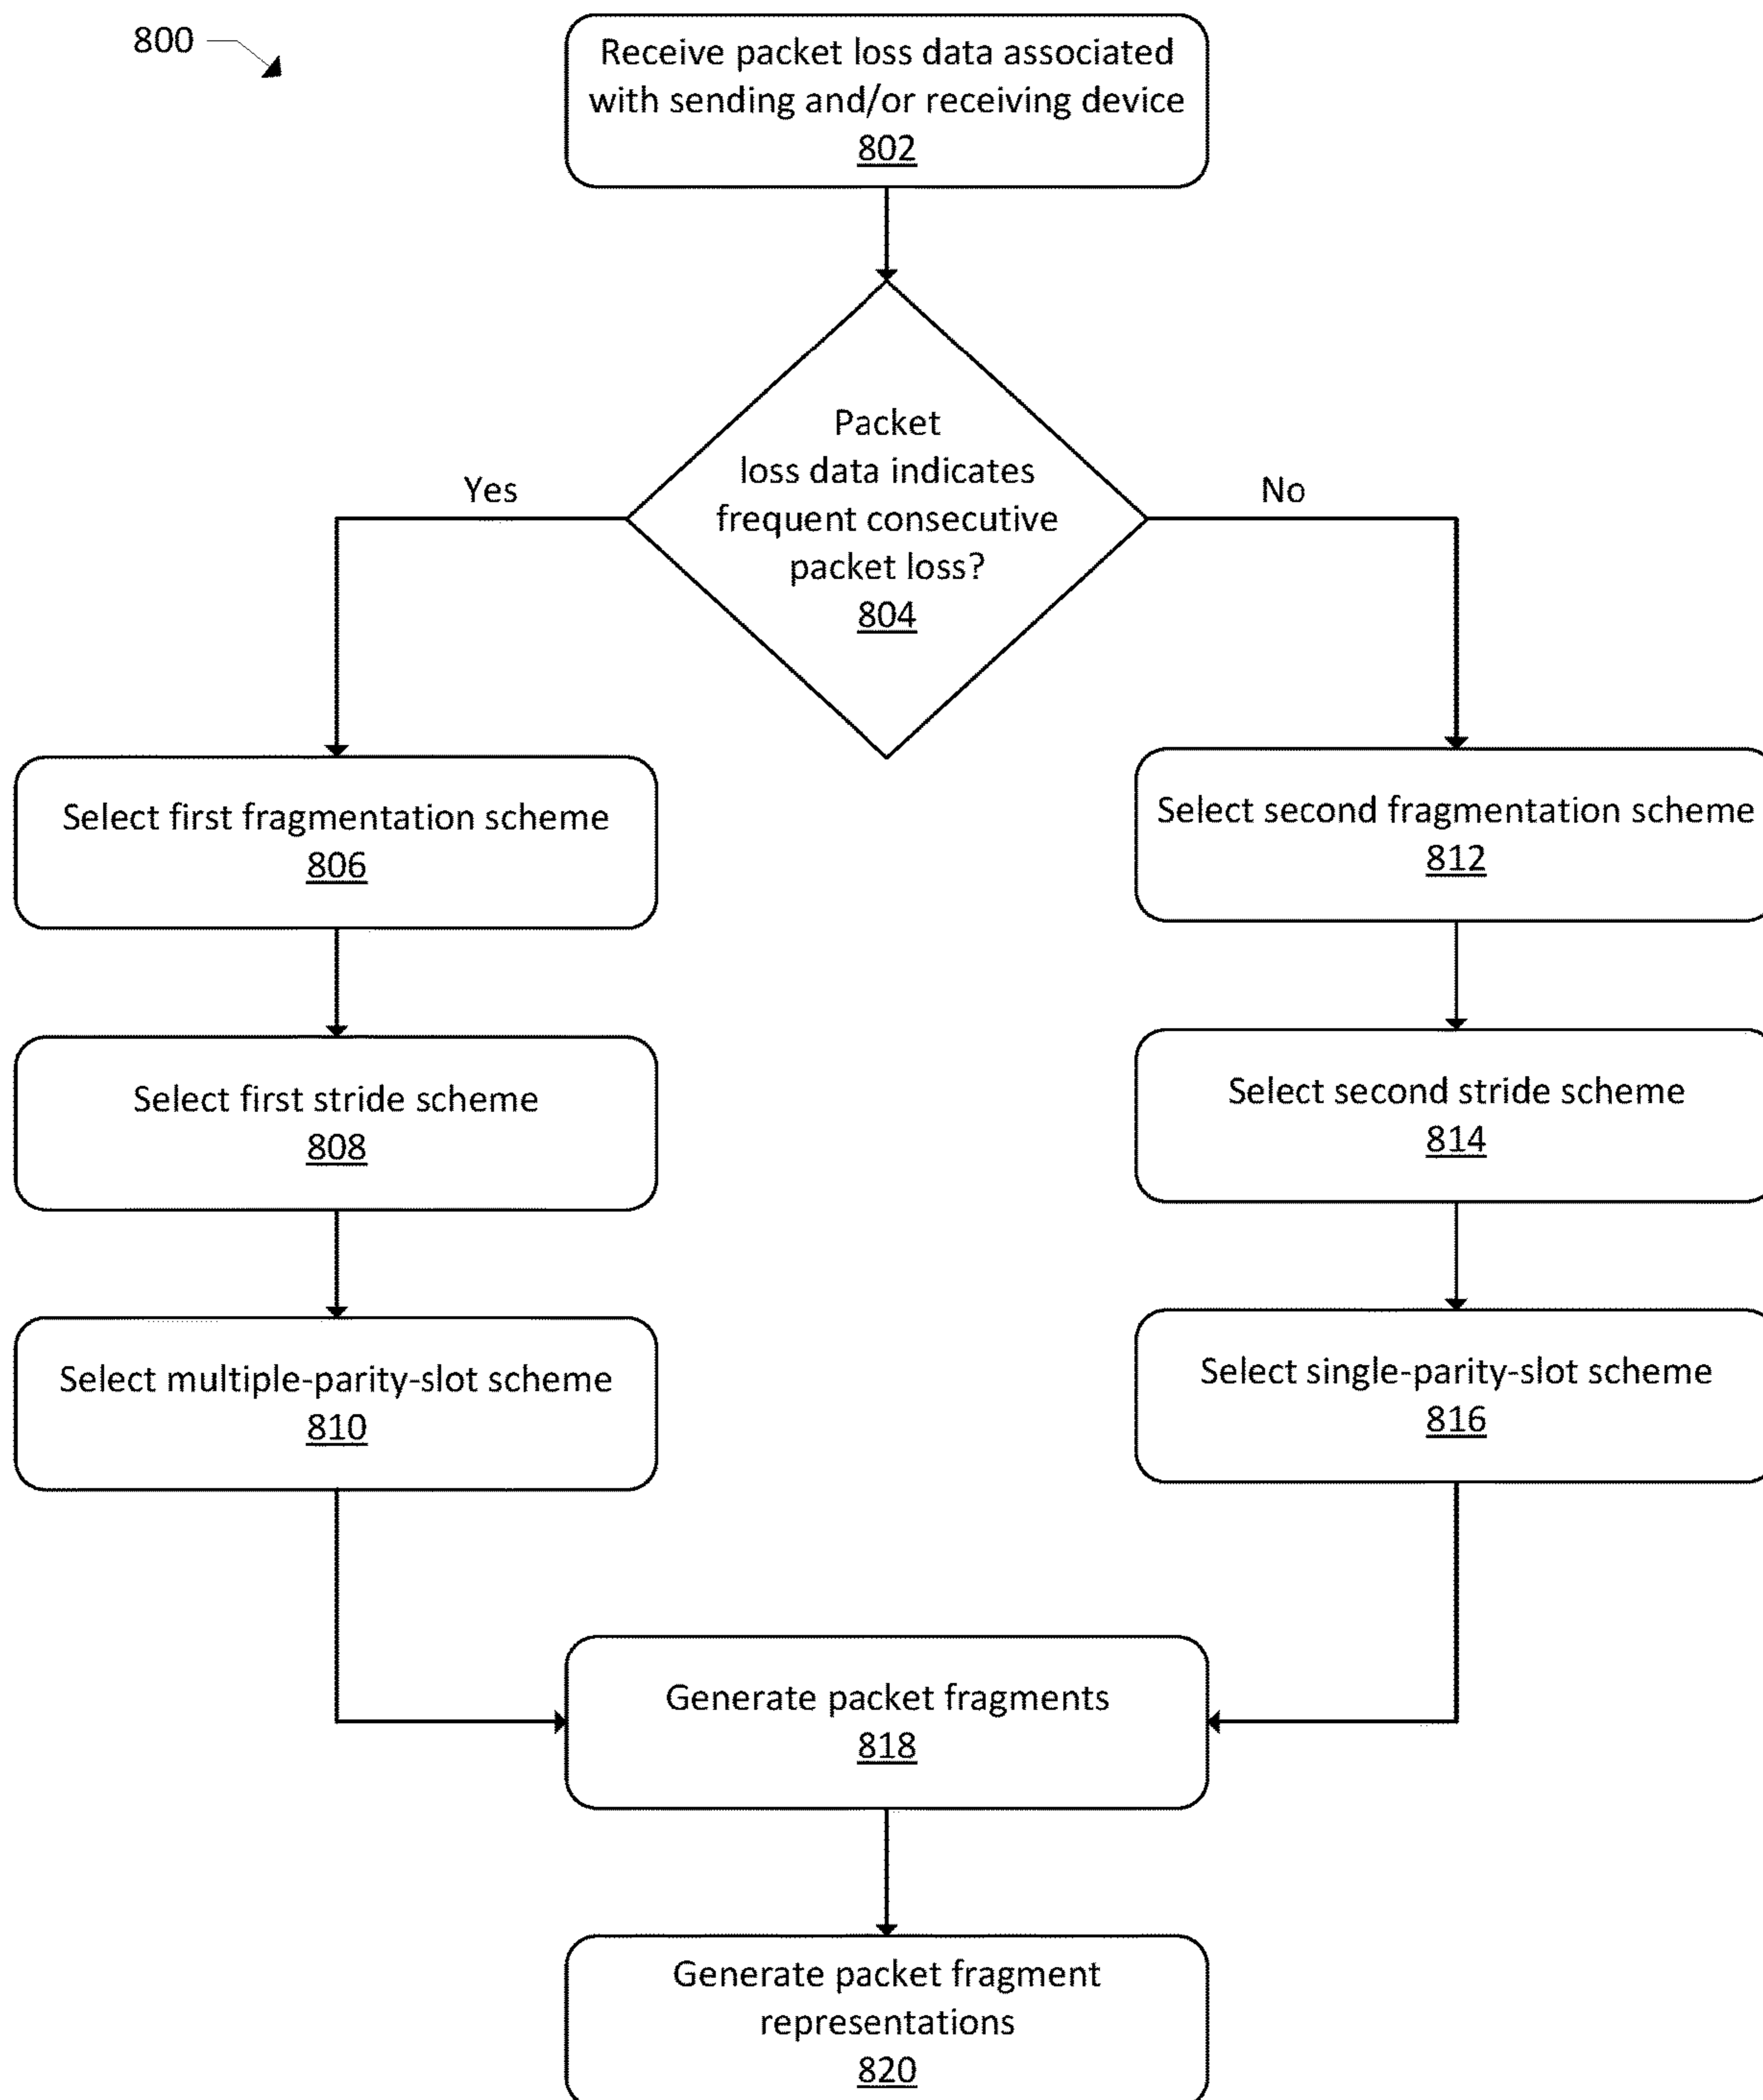 800
Receive packet loss data associated
with sending and/or receiving device
802
Packet
loss data indicates
frequent consecutive
packet loss?
804
Yes
No
Select first fragmentation scheme
806
Select first stride scheme
808
Select multiple-parity-slot scheme
810
Select second fragmentation scheme
812
Select second stride scheme
814
Select single-parity-slot scheme
816
Generate packet fragments
818
Generate packet fragment
representations
820